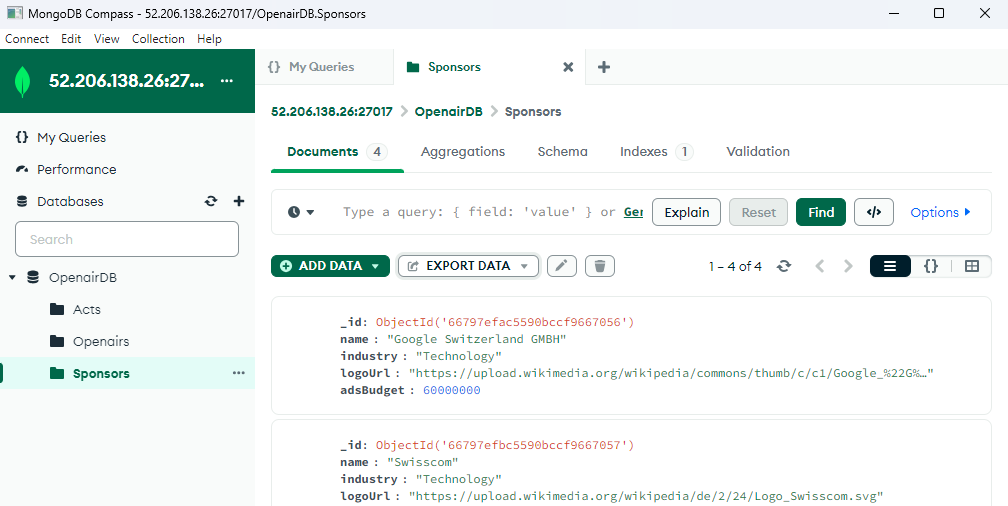 MongoDB Compass - 52.206.138.26:27017/OpenairDB.Sponsors
Connect Edit View Collection Help
52.206.138.26:27... ...
{} My Queries
Performance
Databases
Search
OpenairDB
Acts
Openairs
Sponsors ...
{} My Queries Sponsors
52.206.138.26:27017 > OpenairDB > Sponsors
Documents 4 Aggregations Schema Indexes 1 Validation
Type a query: { field: 'value' } or Ger Explain Reset Find </> Options
ADD DATA EXPORT DATA 1 – 4 of 4 {}
_id: ObjectId('66797efac5590bccf9667056')
name : "Google Switzerland GMBH"
industry : "Technology"
logoUrl : "https://upload.wikimedia.org/wikipedia/commons/thumb/c/c1/Google_%22G%…"
adsBudget : 60000000
_id: ObjectId('66797efbc5590bccf9667057')
name : "Swisscom"
industry : "Technology"
logoUrl : "https://upload.wikimedia.org/wikipedia/de/2/24/Logo_Swisscom.svg"